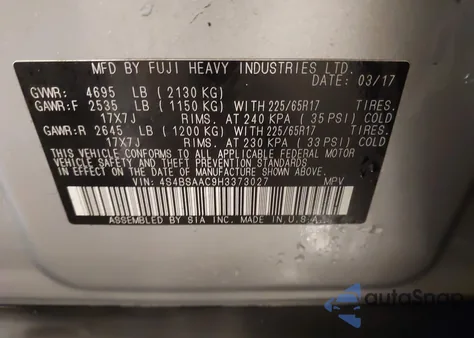 MFD BY FUJI HEAVY INDUSTRIES LTD.
DATE: 03/17
GVWR: 4695 LB (2130 KG)
GAWR:F 2535 LB (1150 KG) WITH 225/65R17 TIRES.
17X7J RIMS. AT 240 KPA (35 PSI) COLD
GAWR:R 2645 LB (1200 KG) WITH 225/65R17 TIRES.
17X7J RIMS. AT 230 KPA (33 PSI) COLD
THIS VEHICLE CONFORMS TO ALL APPLICABLE FEDERAL MOTOR
VEHICLE SAFETY AND THEFT PREVENTION STANDARDS
IN EFFECT ON THE DATE OF MANUFACTURE SHOWN ABOVE.
VIN: 4S4BSAAC9H3373027 MPV
ASSEMBLED BY SIA INC. MADE IN U.S.A.
autoSnap